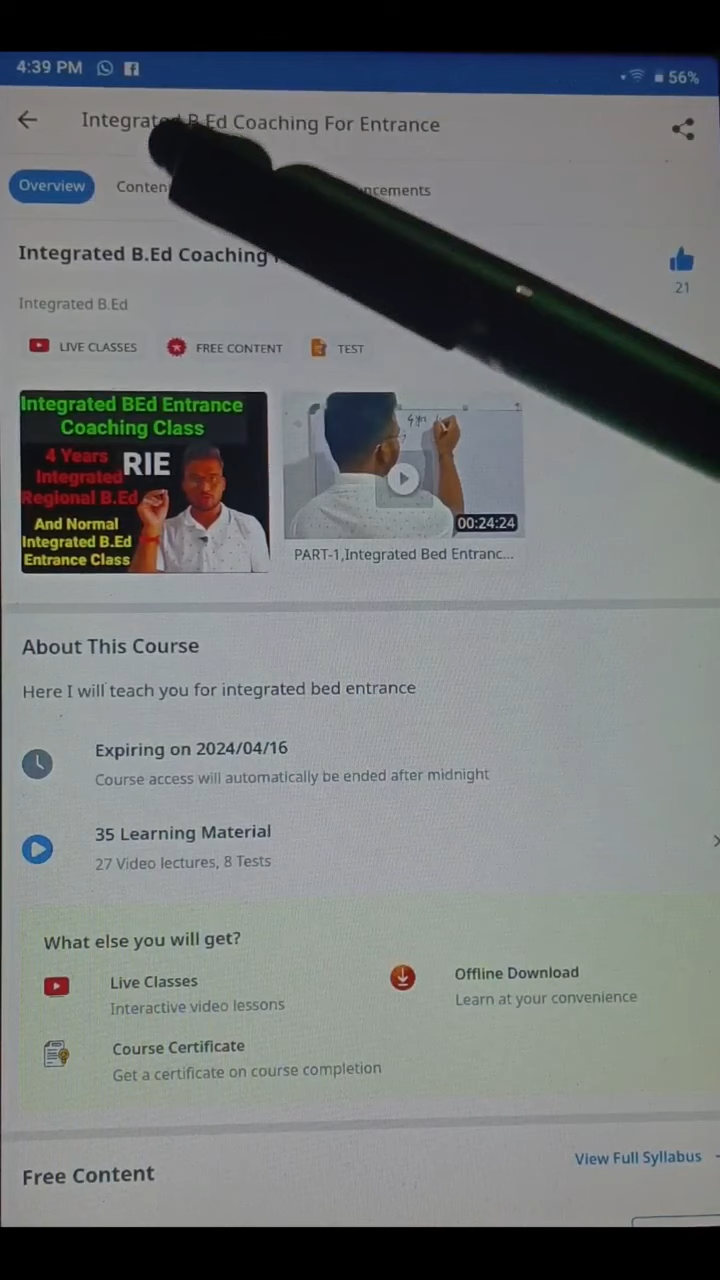 4:39 PM
56%
Integrated B.Ed Coaching For Entrance
Overview
Conten
ncements
Integrated B.Ed Coaching
21
Integrated B.Ed
LIVE CLASSES
FREE CONTENT
TEST
Integrated BEd Entrance
Coaching Class
4 Years
Integrated
Regional B.Ed
RIE
And Normal
Integrated B.Ed
Entrance Class
00:24:24
PART-1,Integrated Bed Entranc...
About This Course
Here I will teach you for integrated bed entrance
Expiring on 2024/04/16
Course access will automatically be ended after midnight
35 Learning Material
27 Video lectures, 8 Tests
What else you will get?
Live Classes
Interactive video lessons
Offline Download
Learn at your convenience
Course Certificate
Get a certificate on course completion
Free Content
View Full Syllabus